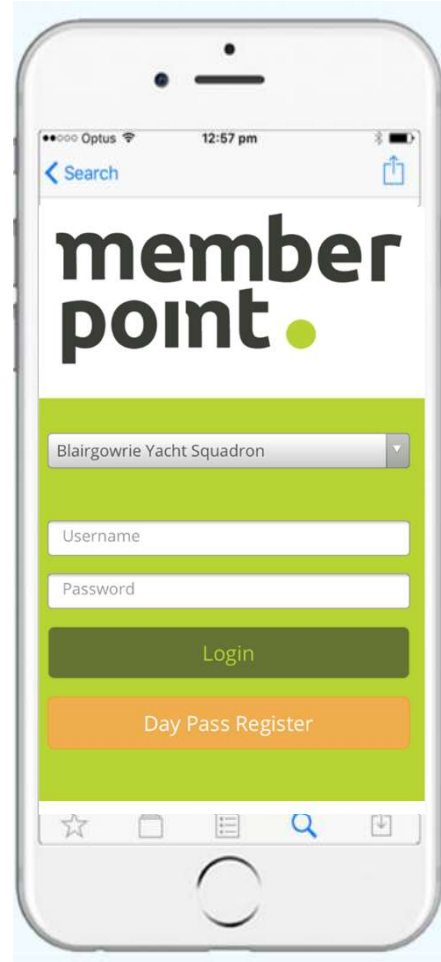 Optus 12:57 pm
Search
member
point.
Blairgowrie Yacht Squadron
Username
Password
Login
Day Pass Register